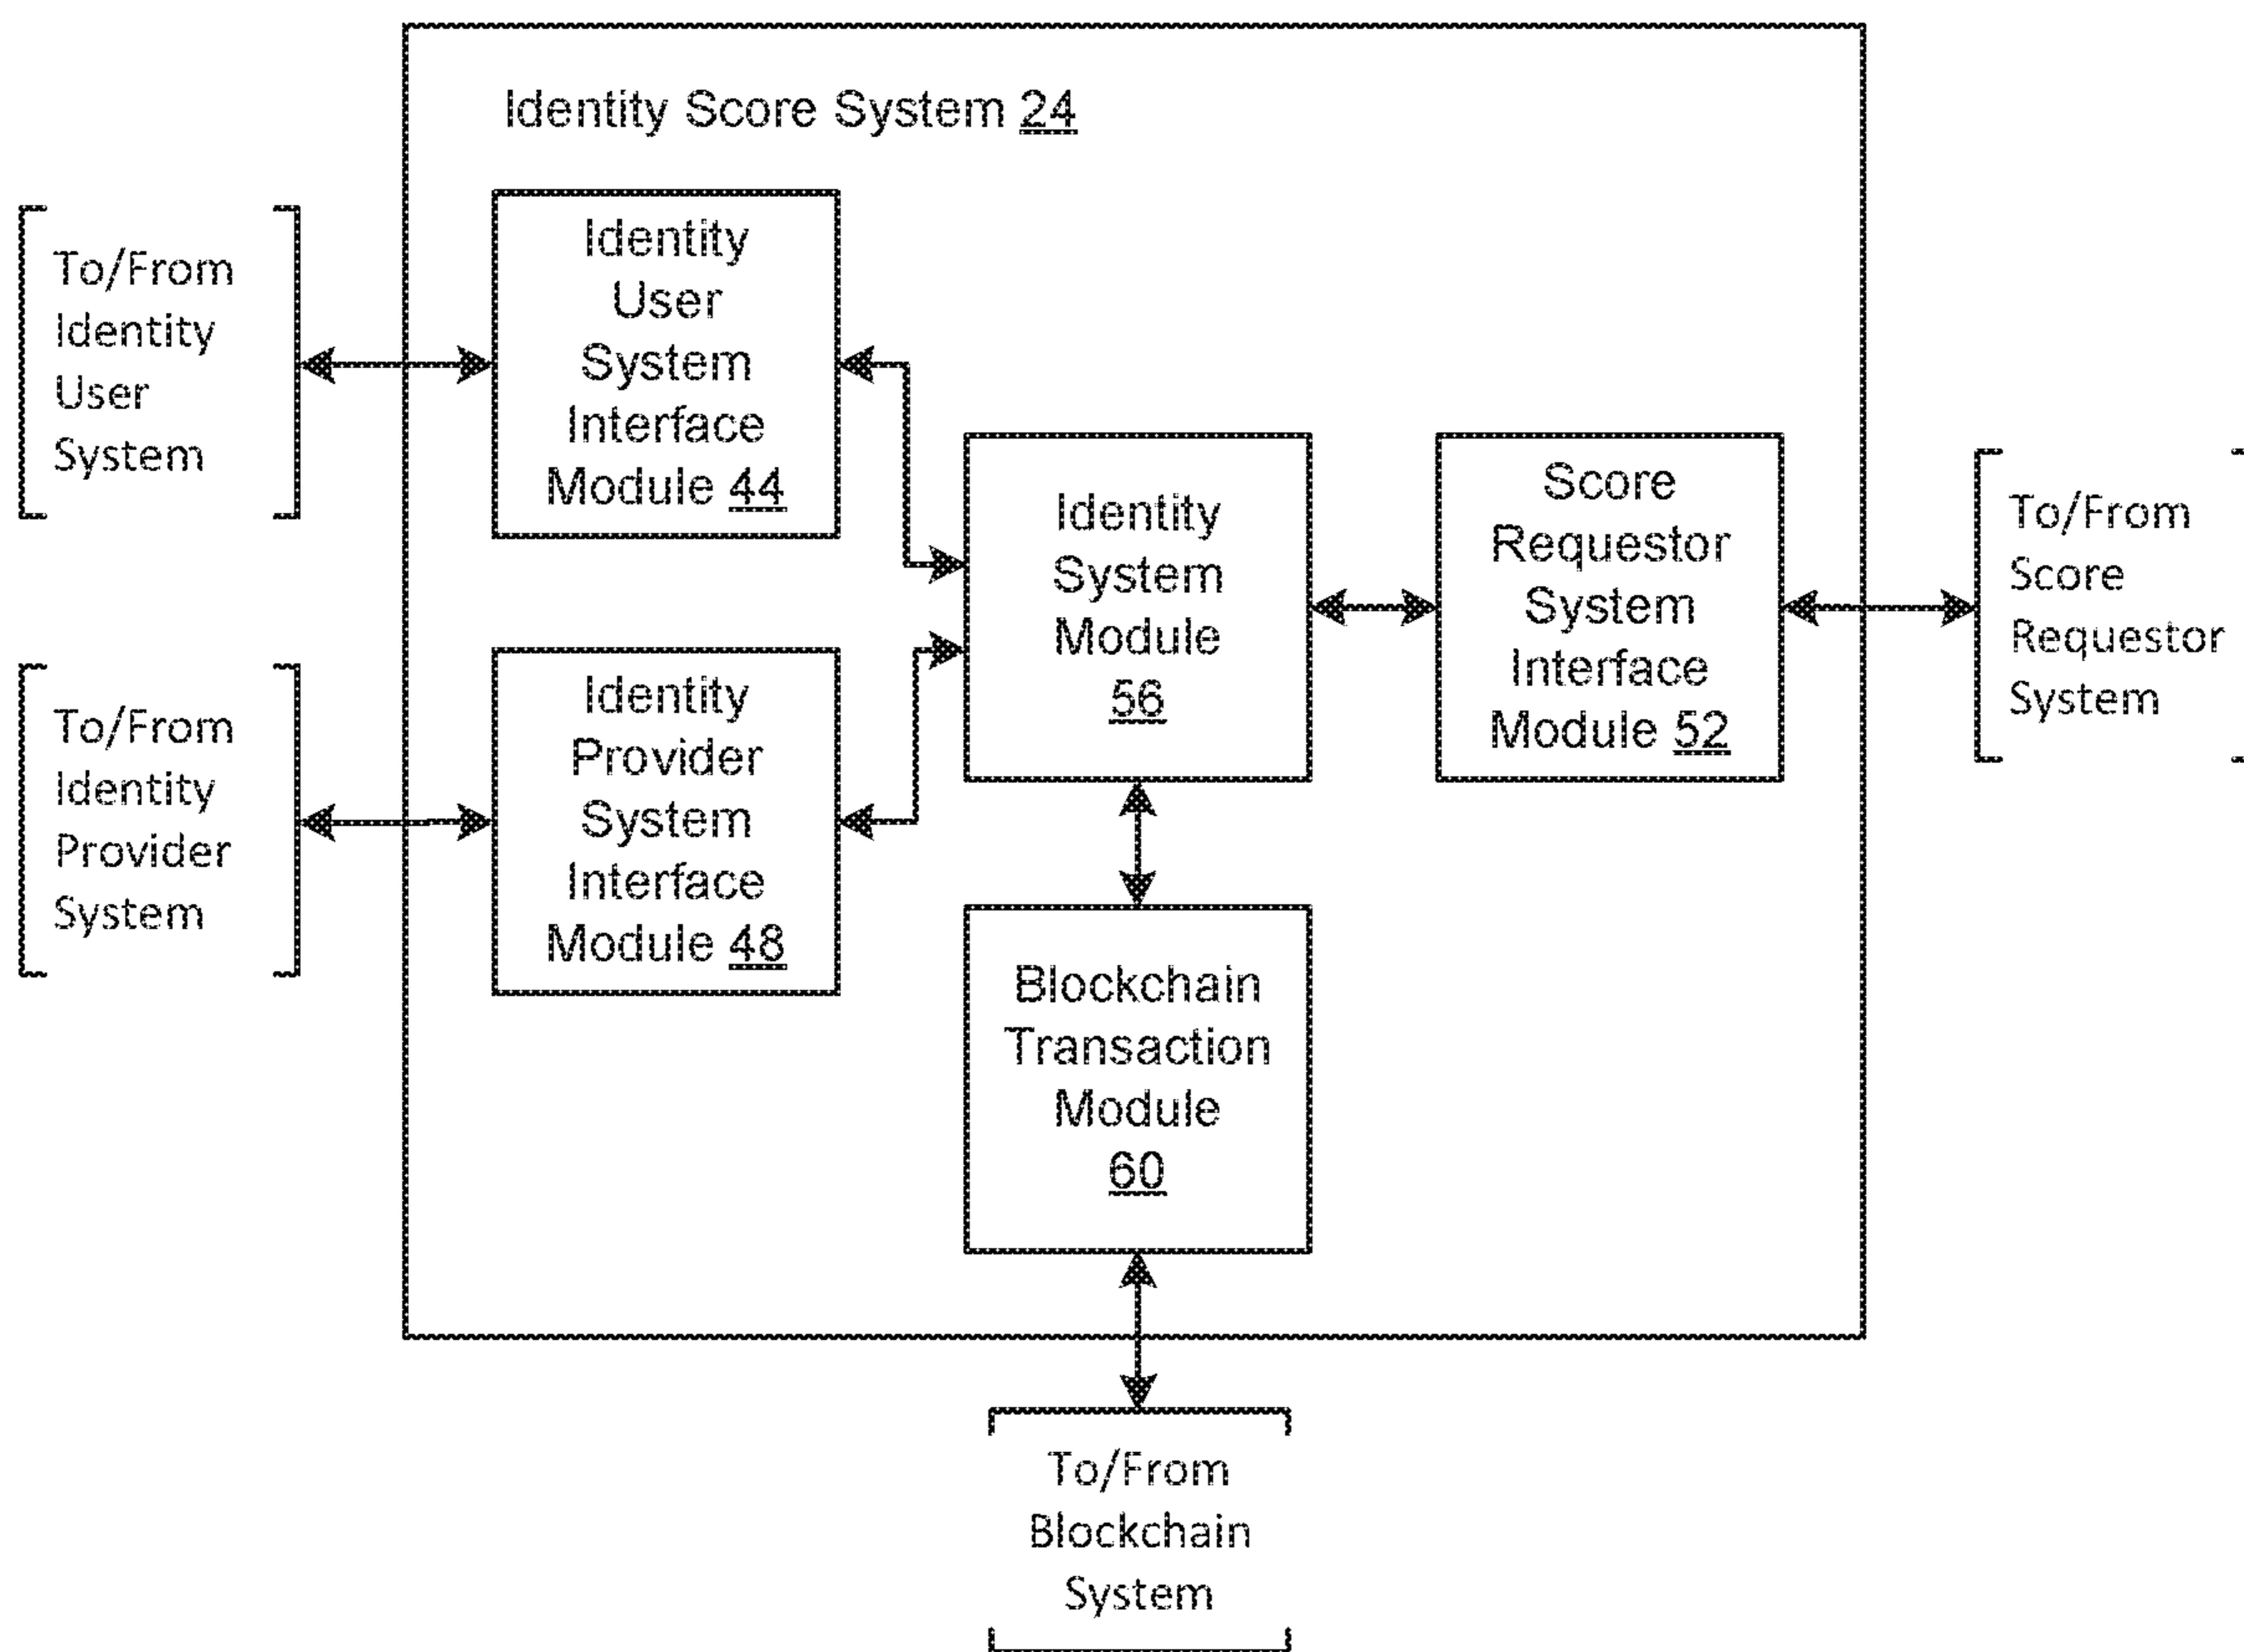 Identity Score System 24
To/From
Identity
User
System
Identity
User
System
Interface
Module 44
Identity
System
Module
56
Score
Requestor
System
Interface
Module 52
To/From
Score
Requestor
System
To/From
Identity
Provider
System
Identity
Provider
System
Interface
Module 48
Blockchain
Transaction
Module
60
To/From
Blockchain
System